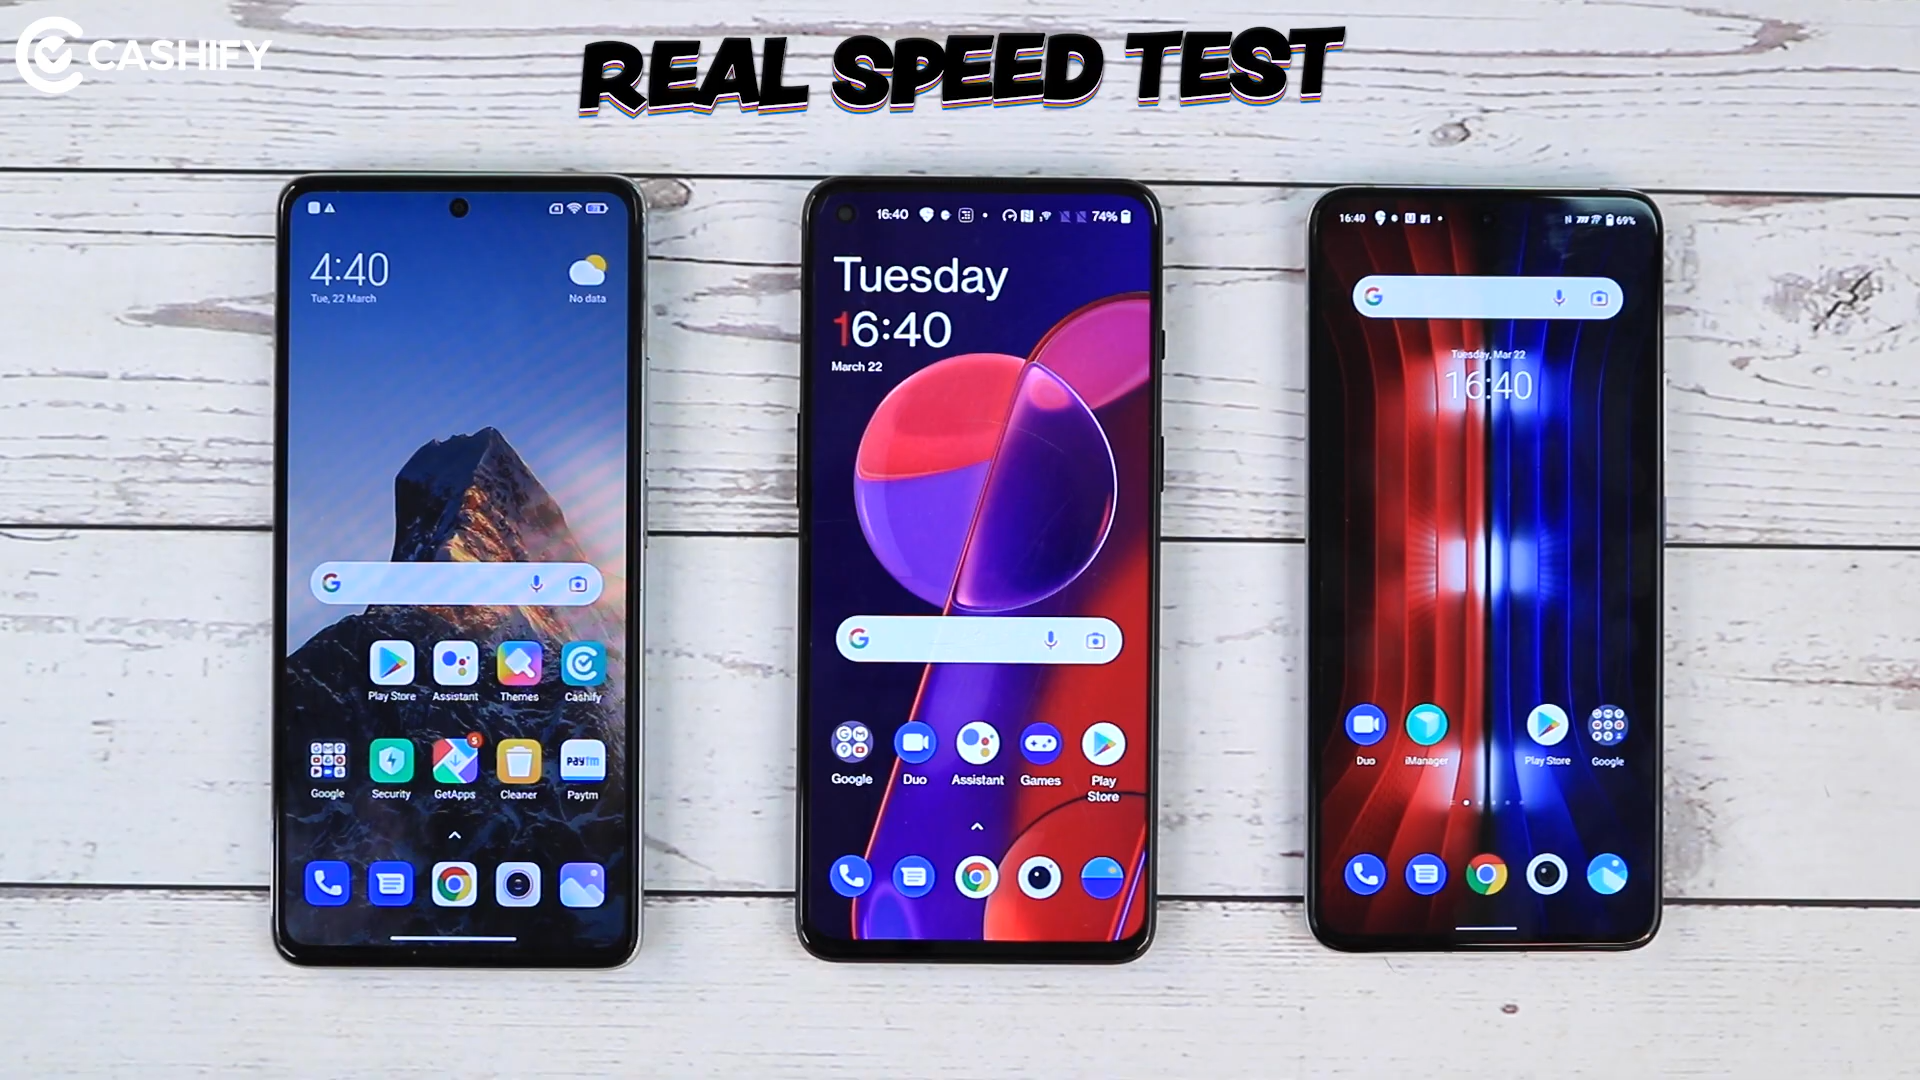 CASHIFY
REAL SPEED TEST
4:40
Tue, 22 March
No data
Play Store
Assistant
Themes
Cashify
Paytm
Google
Security
GetApps
5
Cleaner
Paytm
16:40
74%
Tuesday
16:40
March 22
Google
Duo
Assistant
Games
Play
Store
16:40
69%
Tuesday, Mar 22
16:40
Duo
iManager
Play Store
Google